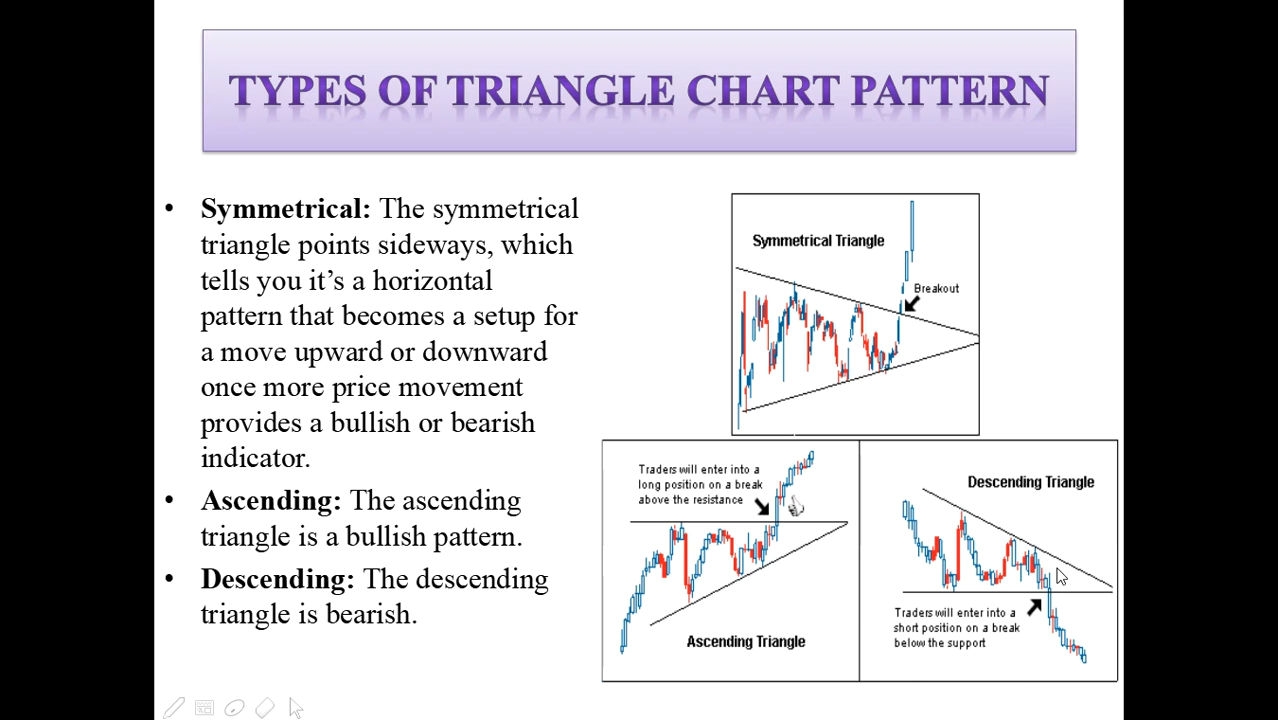 TYPES OF TRIANGLE CHART PATTERN
• Symmetrical: The symmetrical
triangle points sideways, which
tells you it’s a horizontal
pattern that becomes a setup for
a move upward or downward
once more price movement
provides a bullish or bearish
indicator.
• Ascending: The ascending
triangle is a bullish pattern.
• Descending: The descending
triangle is bearish.
Symmetrical Triangle
Breakout
Traders will enter into a
long position on a break
above the resistance
Ascending Triangle
Descending Triangle
Traders will enter into a
short position on a break
below the support